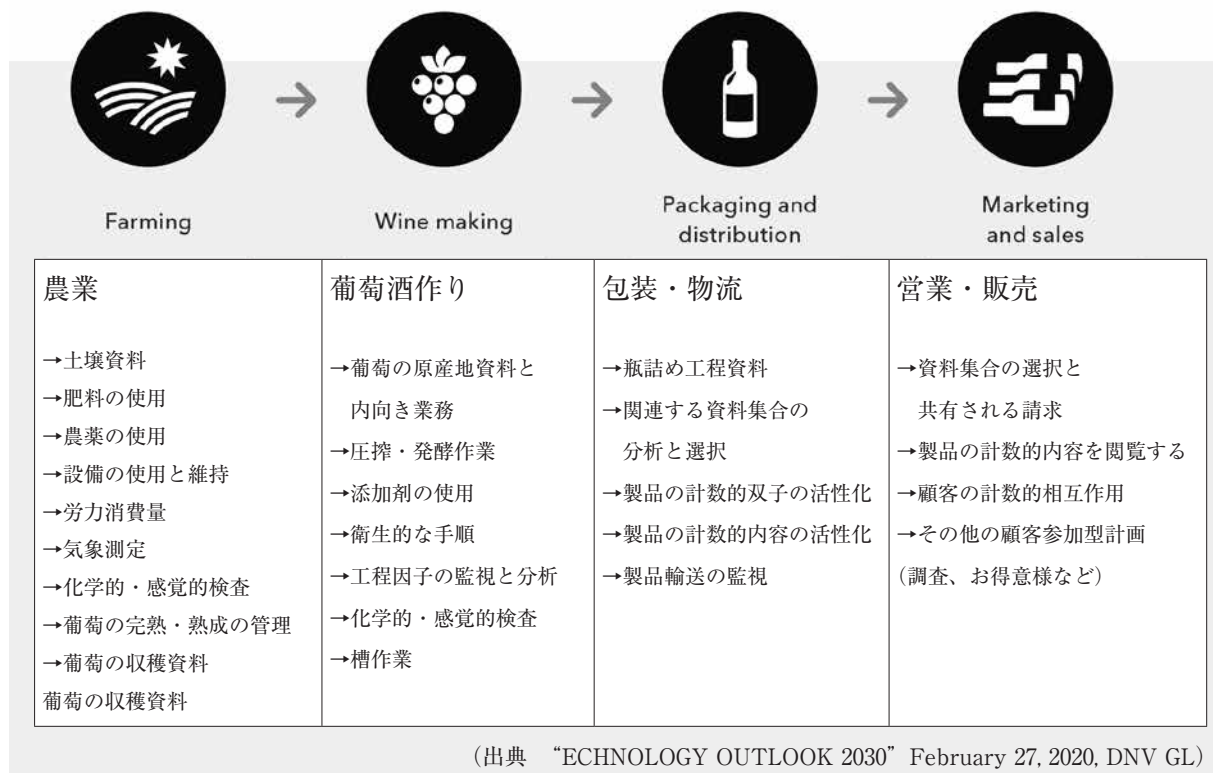 Farming
Wine making
Packaging and
distribution
Marketing
and sales
農業
→土壌資料
→肥料の使用
→農薬の使用
→設備の使用と維持
→労力消費量
→気象測定
→化学的・感覚的検査
→葡萄の完熟・熟成の管理
→葡萄の収穫資料
葡萄の収穫資料
葡萄酒作り
→葡萄の原産地資料と
内向き業務
→圧搾・発酵作業
→添加剤の使用
→衛生的な手順
→工程因子の監視と分析
→化学的・感覚的検査
→槽作業
包装・物流
→瓶詰め工程資料
→関連する資料集合の
分析と選択
→製品の計数的双子の活性化
→製品の計数的内容の活性化
→製品輸送の監視
営業・販売
→資料集合の選択と
共有される請求
→製品の計数的内容を閲覧する
→顧客の計数的相互作用
→その他の顧客参加型計画
（調査、お得意様など）
（出典　“ECHNOLOGY OUTLOOK 2030” February 27, 2020, DNV GL）